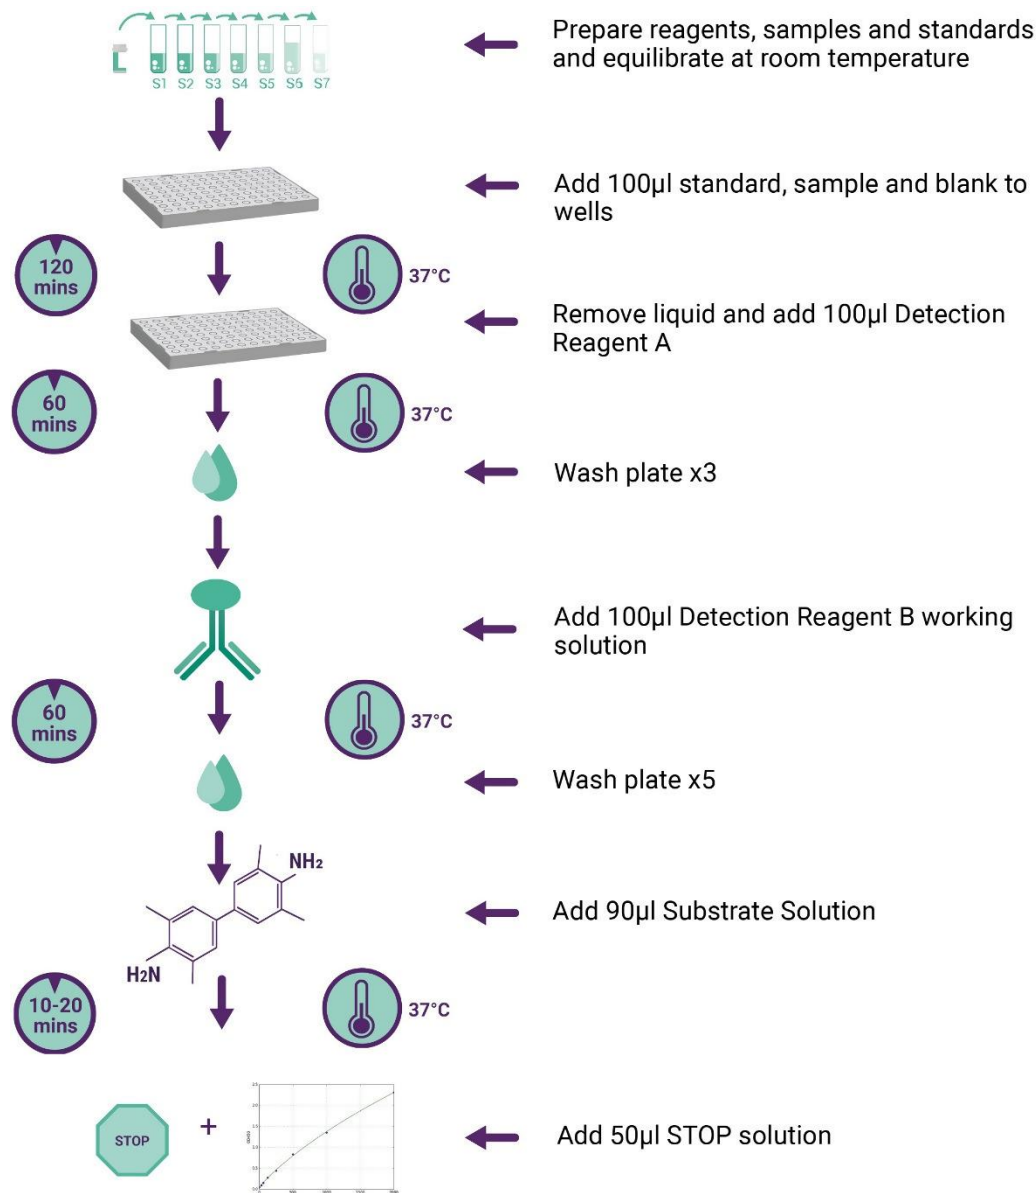 S1 S2 S3 S4 S5 S6 S7
Prepare reagents, samples and standards
and equilibrate at room temperature
Add 100µl standard, sample and blank to
wells
120
mins
37°C
Remove liquid and add 100µl Detection
Reagent A
60
mins
37°C
Wash plate x3
Add 100µl Detection Reagent B working
solution
60
mins
37°C
Wash plate x5
NH2
H2N
Add 90µl Substrate Solution
10-20
mins
37°C
STOP
+
Add 50µl STOP solution